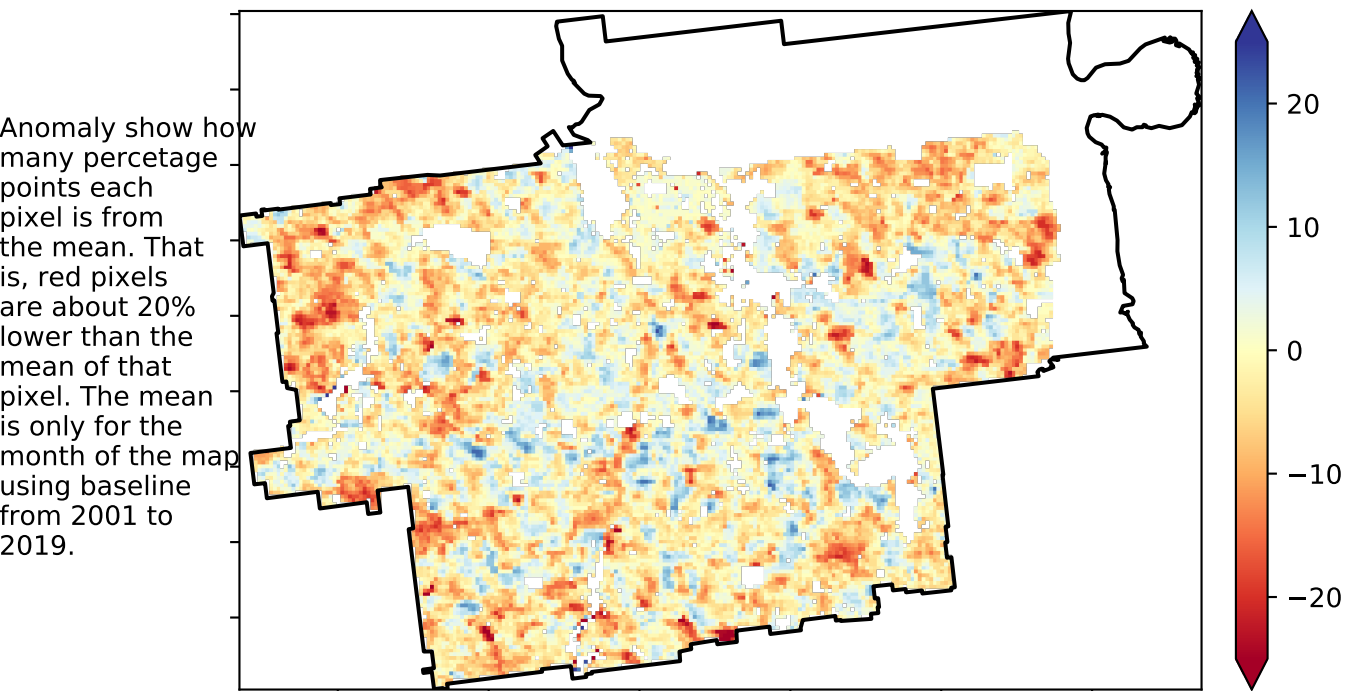 Anomaly show how
many percetage
points each
pixel is from
the mean. That
is, red pixels
are about 20%
lower than the
mean of that
pixel. The mean
is only for the
month of the map
using baseline
from 2001 to
2019.
20
10
0
−10
−20